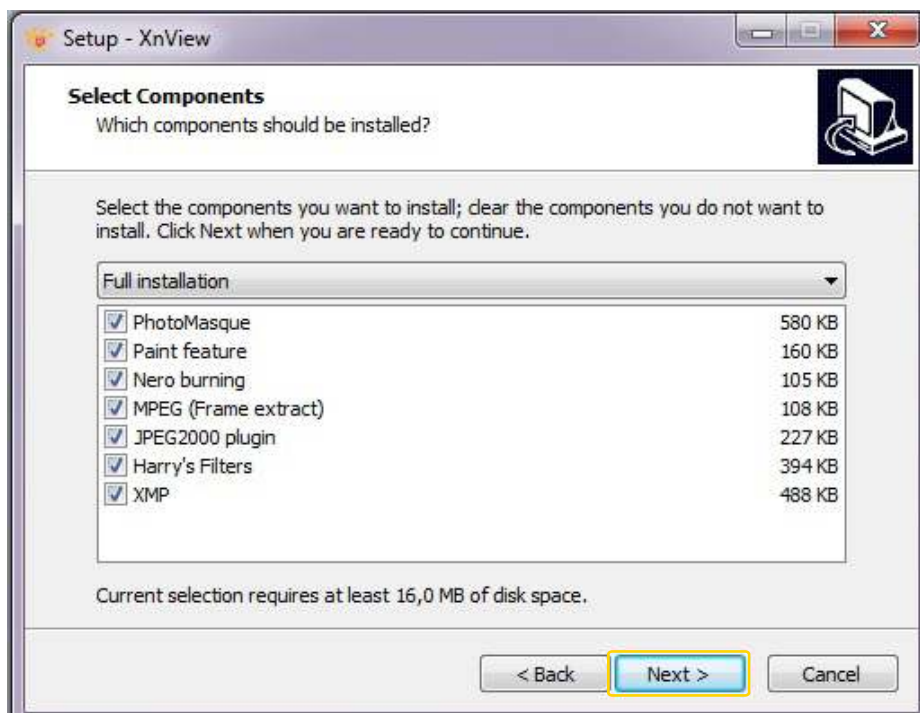 Setup - XnView
Select Components
Which components should be installed?
Select the components you want to install; clear the components you do not want to
install. Click Next when you are ready to continue.
Full installation
PhotoMasque 580 KB
Paint feature 160 KB
Nero burning 105 KB
MPEG (Frame extract) 108 KB
JPEG2000 plugin 227 KB
Harry's Filters 394 KB
XMP 488 KB
Current selection requires at least 16,0 MB of disk space.
< Back Next > Cancel